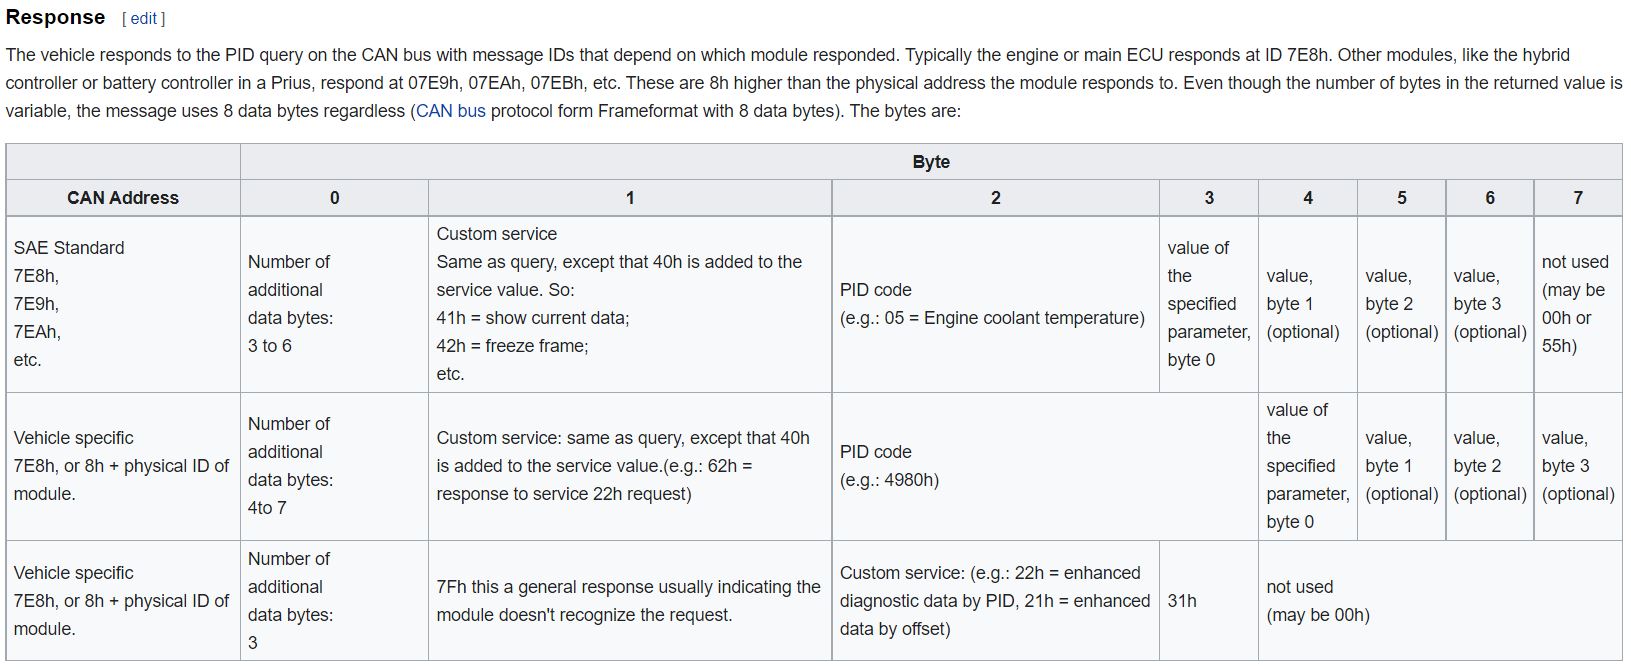 Response [ edit ]
The vehicle responds to the PID query on the CAN bus with message IDs that depend on which module responded. Typically the engine or main ECU responds at ID 7E8h. Other modules, like the hybrid
controller or battery controller in a Prius, respond at 07E9h, 07EAh, 07EBh, etc. These are 8h higher than the physical address the module responds to. Even though the number of bytes in the returned value is
variable, the message uses 8 data bytes regardless (CAN bus protocol form Frameformat with 8 data bytes). The bytes are:
Byte
CAN Address 0 1 2 3 4 5 6 7
SAE Standard
7E8h,
7E9h,
7EAh,
etc.
Number of
additional
data bytes:
3 to 6
Custom service
Same as query, except that 40h is added to the
service value. So:
41h = show current data;
42h = freeze frame;
etc.
PID code
(e.g.: 05 = Engine coolant temperature)
value of
the
specified
parameter,
byte 0
value,
byte 1
(optional)
value,
byte 2
(optional)
value,
byte 3
(optional)
not used
(may be
00h or
55h)
Vehicle specific
7E8h, or 8h + physical ID of
module.
Number of
additional
data bytes:
4to 7
Custom service: same as query, except that 40h
is added to the service value.(e.g.: 62h =
response to service 22h request)
PID code
(e.g.: 4980h)
value of
the
specified
parameter,
byte 0
value,
byte 1
(optional)
value,
byte 2
(optional)
value,
byte 3
(optional)
Vehicle specific
7E8h, or 8h + physical ID of
module.
Number of
additional
data bytes:
3
7Fh this a general response usually indicating the
module doesn't recognize the request.
Custom service: (e.g.: 22h = enhanced
diagnostic data by PID, 21h = enhanced
data by offset)
31h
not used
(may be 00h)